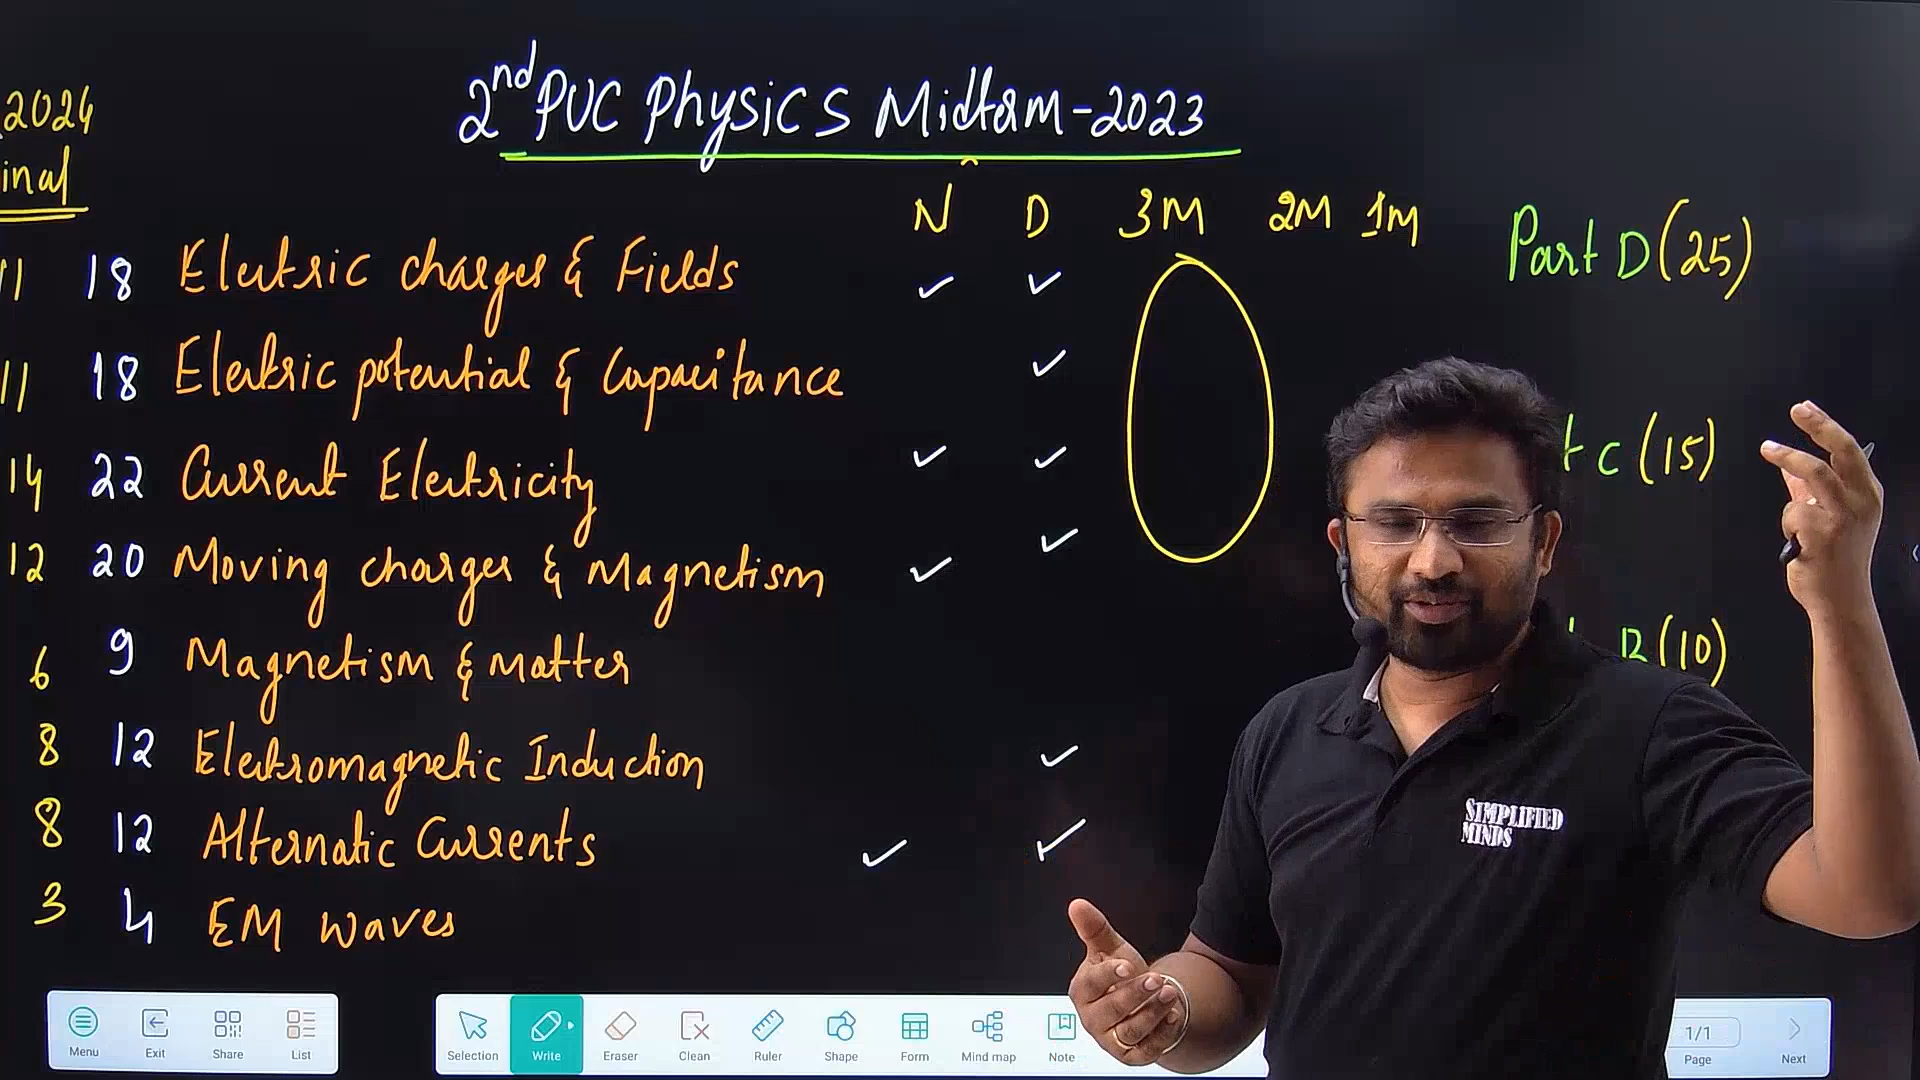 2024
inal
2nd PUC Physics Midterm-2023
N D 3M 2M 1M
11 18 Electric charges & Fields
11 18 Electric potential & Capacitance
14 22 Current Electricity
12 20 Moving charges & Magnetism
6 9 Magnetism & Matter
8 12 Electromagnetic Induction
8 12 Alternatic Currents
3 4 EM waves
Part D (25)
t C (15)
B (10)
SIMPLIFIED
MINDS
Menu Exit Share List
Selection Write Eraser Clean Ruler Shape Form Mind map Note
1/1
Page Next